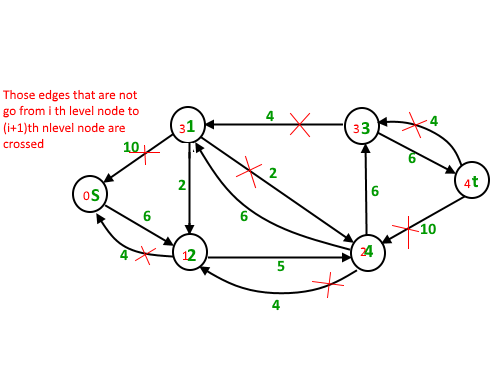 Those edges that are not
go from i th level node to
(i+1)th nlevel node are
crossed
4
3 1
3 3
4
10
2
2
6
0 S
4 t
6
6
6
10
4
1 2
5
2 4
4